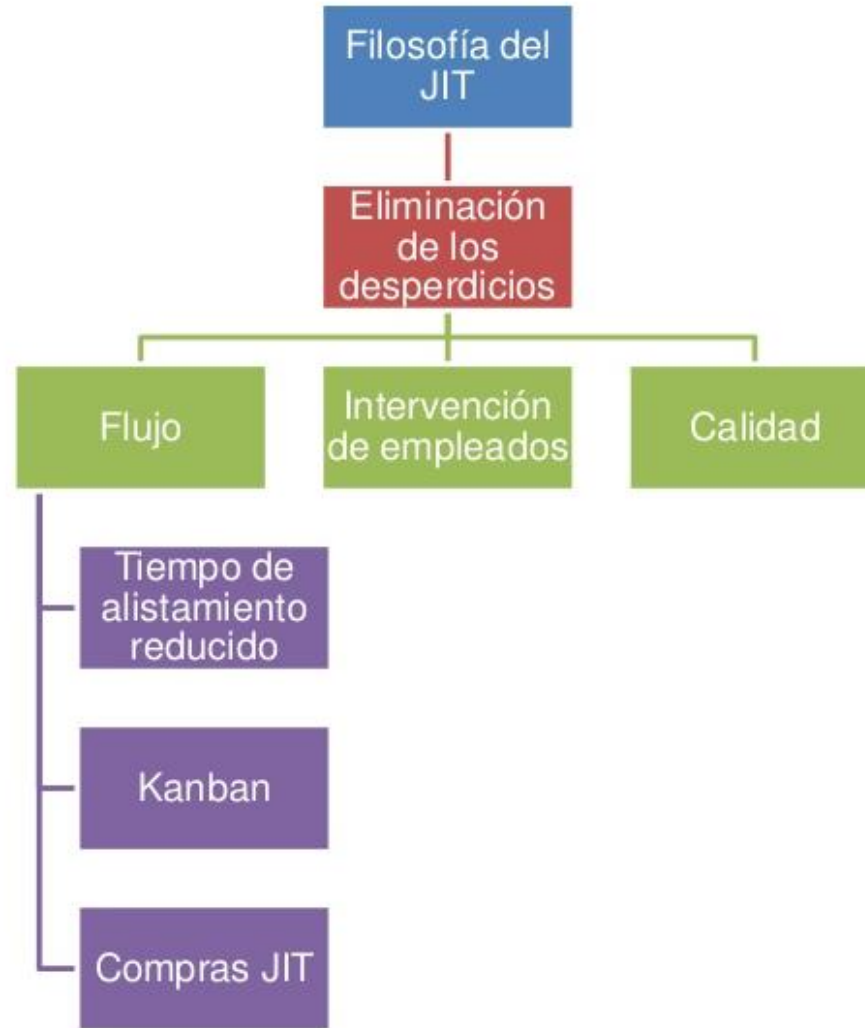 Filosofía del
JIT
Eliminación
de los
desperdicios
Flujo
Intervención
de empleados
Calidad
Tiempo de
alistamiento
reducido
Kanban
Compras JIT